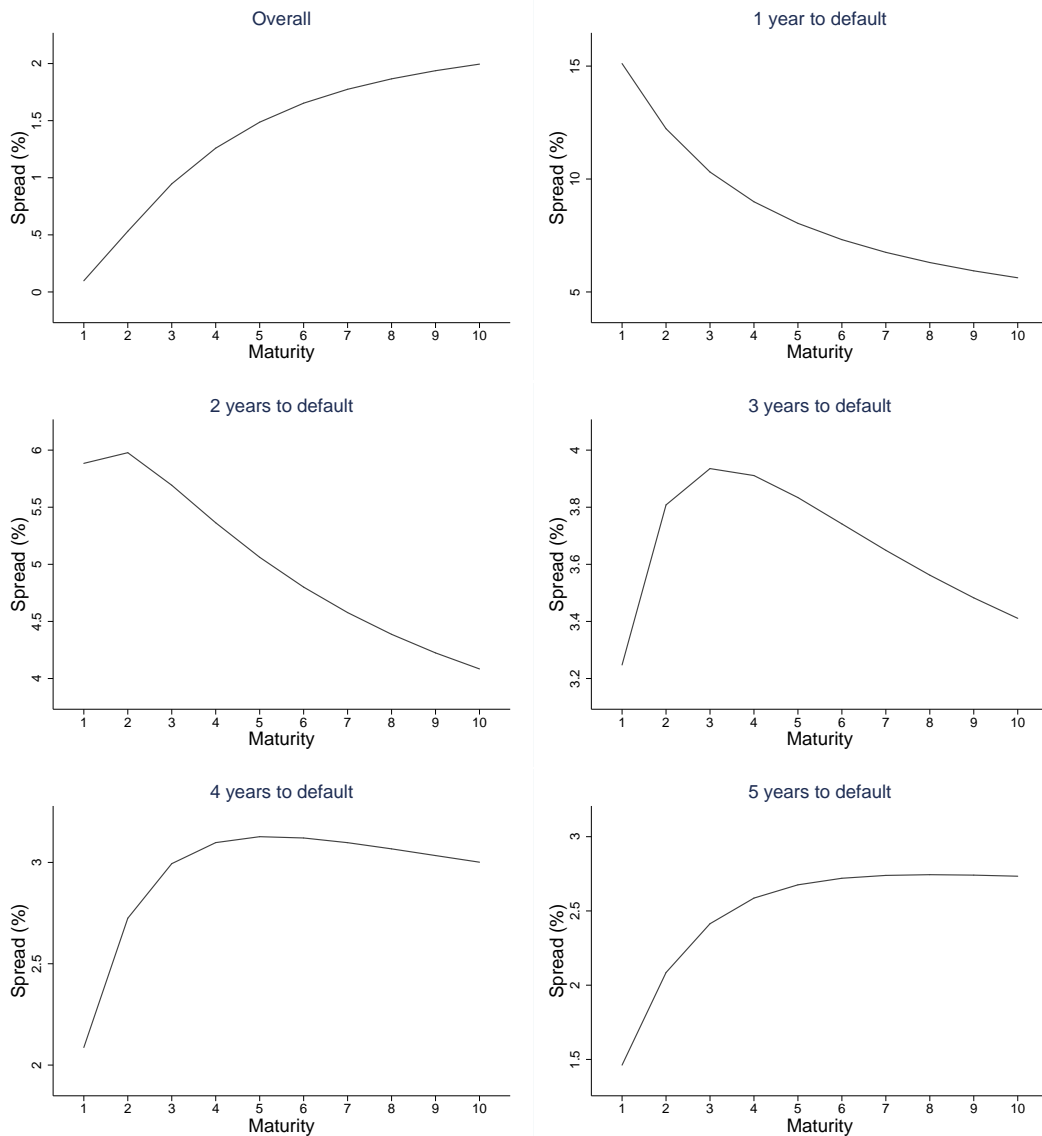 Overall
Spread (%)
2
1.5
1
.5
0
1 2 3 4 5 6 7 8 9 10
Maturity
1 year to default
Spread (%)
15
10
5
1 2 3 4 5 6 7 8 9 10
Maturity
2 years to default
Spread (%)
6
5.5
5
4.5
4
1 2 3 4 5 6 7 8 9 10
Maturity
3 years to default
Spread (%)
4
3.8
3.6
3.4
3.2
1 2 3 4 5 6 7 8 9 10
Maturity
4 years to default
Spread (%)
3
2.5
2
1 2 3 4 5 6 7 8 9 10
Maturity
5 years to default
Spread (%)
3
2.5
2
1.5
1 2 3 4 5 6 7 8 9 10
Maturity